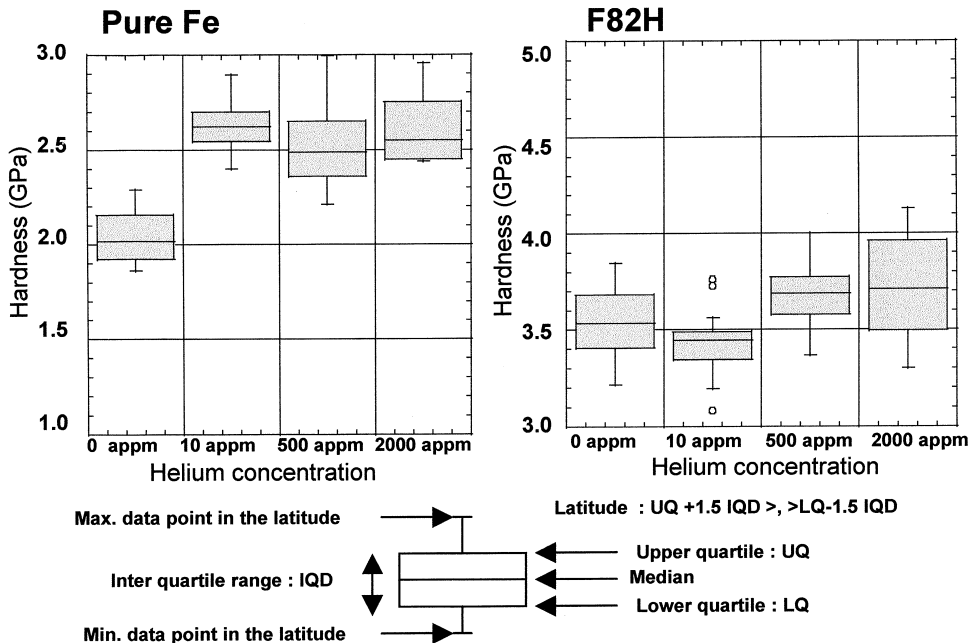 Pure Fe
F82H
Hardness (GPa)
3.0
2.5
2.0
1.5
1.0
0 appm
10 appm
500 appm
2000 appm
Helium concentration
Hardness (GPa)
5.0
4.5
4.0
3.5
3.0
0 appm
10 appm
500 appm
2000 appm
Helium concentration
Latitude : UQ +1.5 IQD >, >LQ-1.5 IQD
Max. data point in the latitude
Upper quartile : UQ
Inter quartile range : IQD
Median
Lower quartile : LQ
Min. data point in the latitude